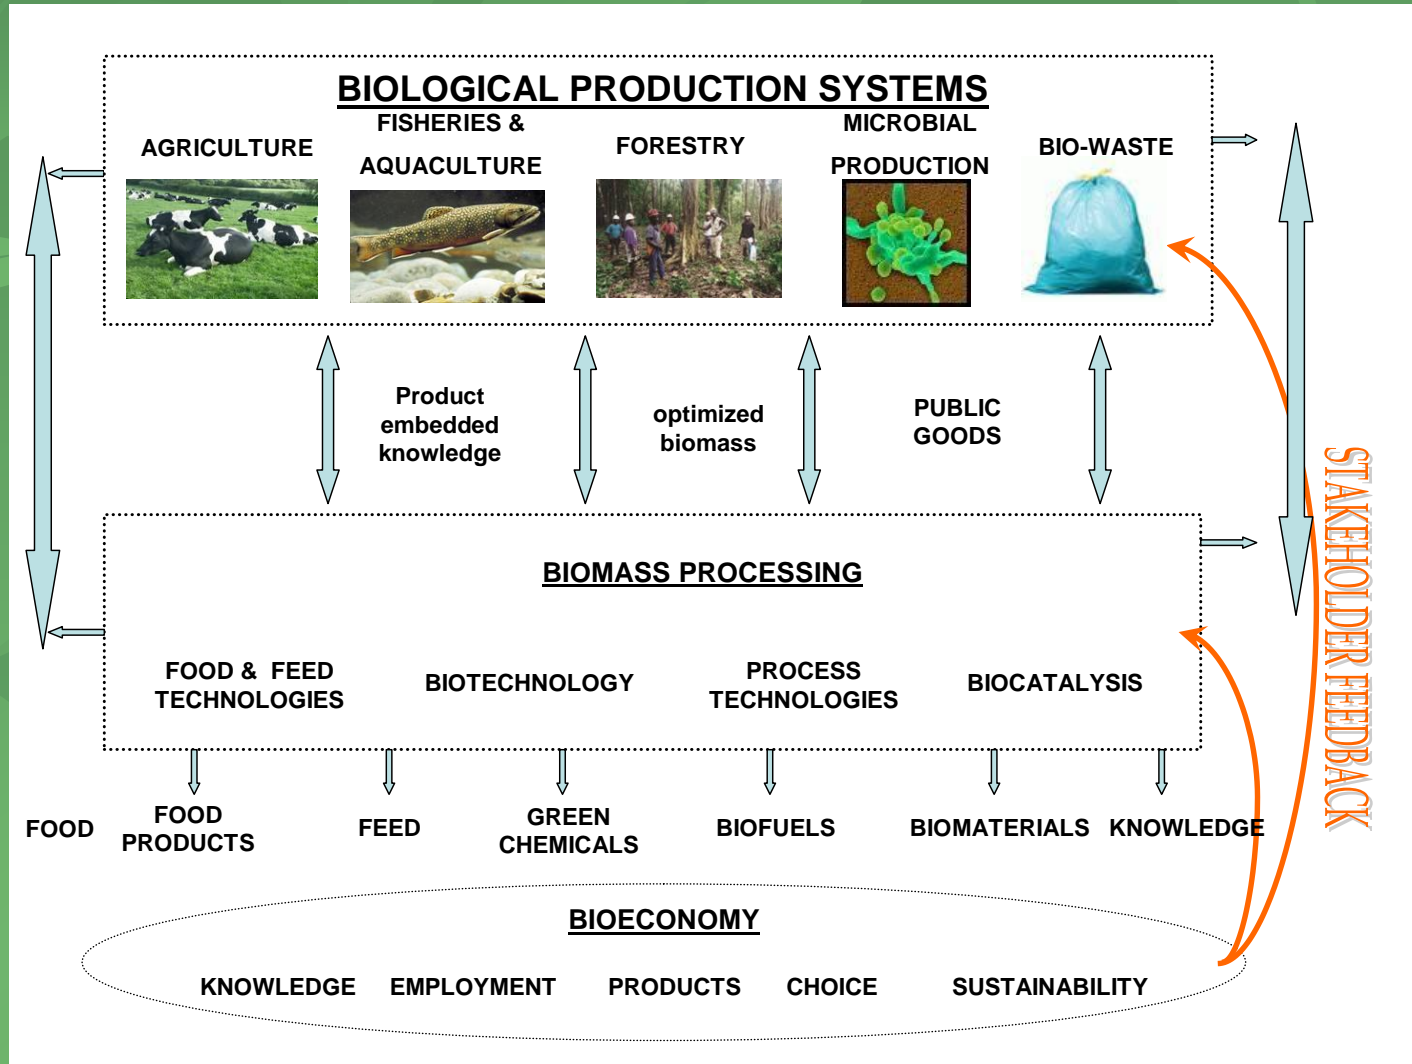 BIOLOGICAL PRODUCTION SYSTEMS
AGRICULTURE
FISHERIES &
AQUACULTURE
FORESTRY
MICROBIAL
PRODUCTION
BIO-WASTE
Product
embedded
knowledge
optimized
biomass
PUBLIC
GOODS
STAKEHOLDER FEEDBACK
BIOMASS PROCESSING
FOOD & FEED
TECHNOLOGIES
BIOTECHNOLOGY
PROCESS
TECHNOLOGIES
BIOCATALYSIS
FOOD
FOOD
PRODUCTS
FEED
GREEN
CHEMICALS
BIOFUELS
BIOMATERIALS
KNOWLEDGE
BIOECONOMY
KNOWLEDGE
EMPLOYMENT
PRODUCTS
CHOICE
SUSTAINABILITY